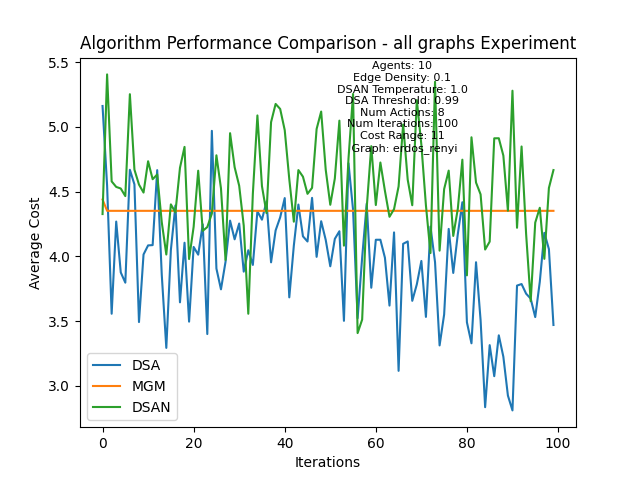 Algorithm Performance Comparison - all graphs Experiment
Agents: 10
Edge Density: 0.1
DSAN Temperature: 1.0
DSA Threshold: 0.99
Num Actions: 8
Num Iterations: 100
Cost Range: 11
Graph: erdos_renyi
5.5
5.0
4.5
4.0
3.5
3.0
Average Cost
DSA
MGM
DSAN
0 20 40 60 80 100
Iterations